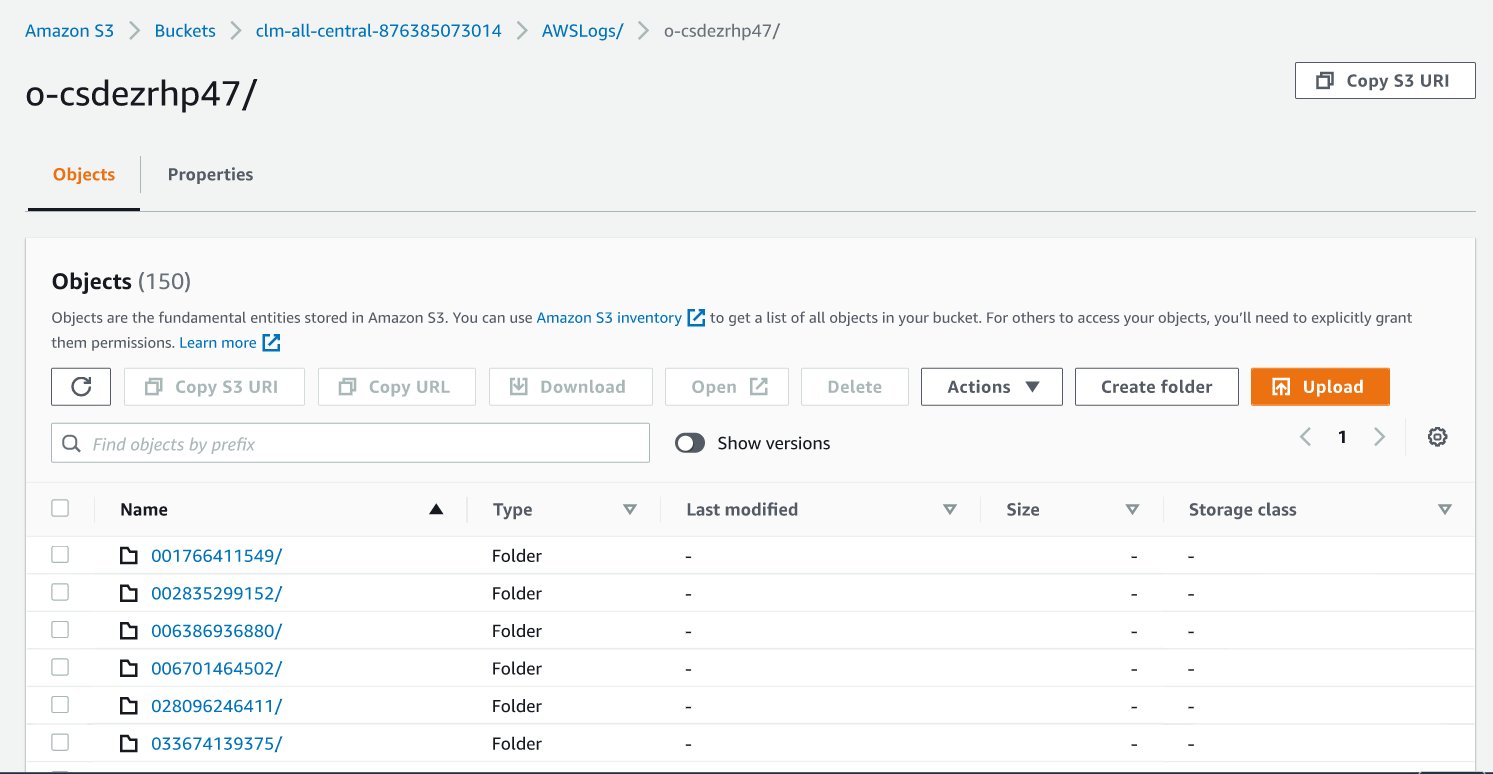 Amazon S3 > Buckets > clm-all-central-876385073014 > AWSLogs/ > o-csdezrhp47/
o-csdezrhp47/
Copy S3 URI
Objects Properties
Objects (150)
Objects are the fundamental entities stored in Amazon S3. You can use Amazon S3 inventory to get a list of all objects in your bucket. For others to access your objects, you'll need to explicitly grant
them permissions. Learn more
Copy S3 URI Copy URL Download Open Delete Actions Create folder Upload
Find objects by prefix Show versions 1
Name Type Last modified Size Storage class
001766411549/ Folder - - -
002835299152/ Folder - - -
006386936880/ Folder - - -
006701464502/ Folder - - -
028096246411/ Folder - - -
033674139375/ Folder - - -